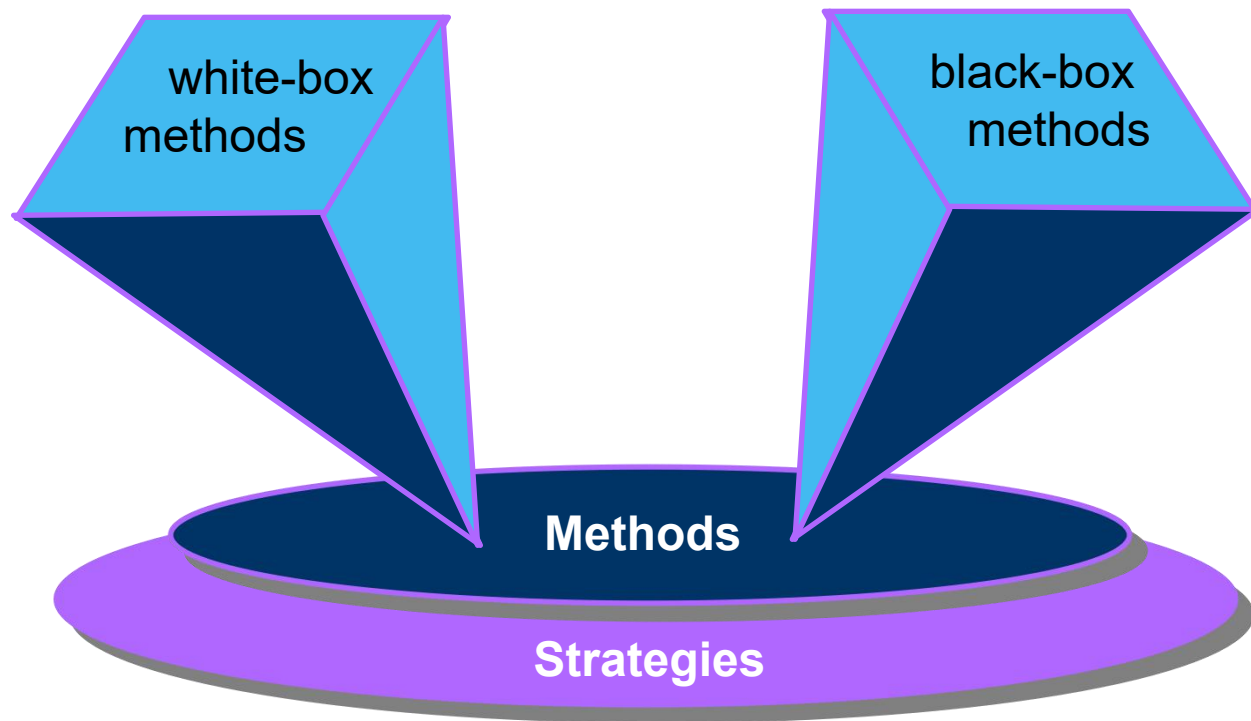 white-box
methods
black-box
methods
Methods
Strategies